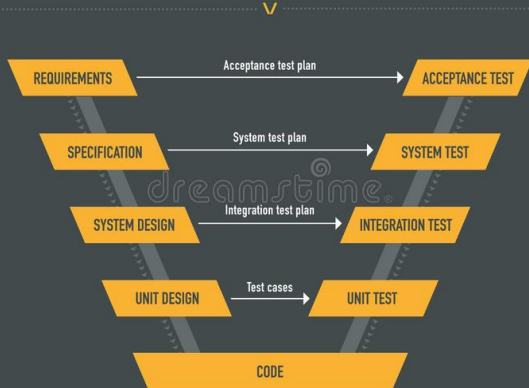 V
REQUIREMENTS Acceptance test plan ACCEPTANCE TEST
SPECIFICATION System test plan SYSTEM TEST
dreamstime®
SYSTEM DESIGN Integration test plan INTEGRATION TEST
UNIT DESIGN Test cases UNIT TEST
CODE